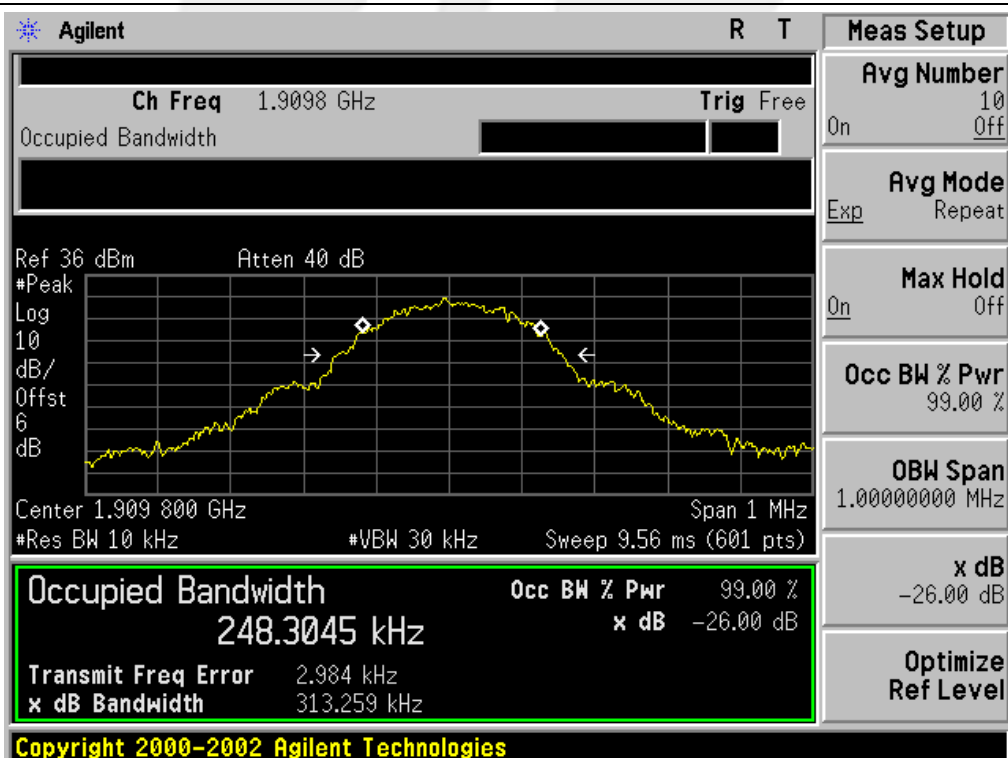 Agilent R T
Ch Freq 1.9098 GHz Trig Free
Occupied Bandwidth
Ref 36 dBm Atten 40 dB
#Peak
Log
10
dB/
Offst
6
dB
Center 1.909 800 GHz Span 1 MHz
#Res BW 10 kHz #VBW 30 kHz Sweep 9.56 ms (601 pts)
Occupied Bandwidth Occ BW % Pwr 99.00 %
248.3045 kHz x dB -26.00 dB
Transmit Freq Error 2.984 kHz
x dB Bandwidth 313.259 kHz
Copyright 2000-2002 Agilent Technologies
Meas Setup
Avg Number
10
On Off
Avg Mode
Exp Repeat
Max Hold
On Off
Occ BW % Pwr
99.00 %
OBW Span
1.00000000 MHz
x dB
-26.00 dB
Optimize
Ref Level